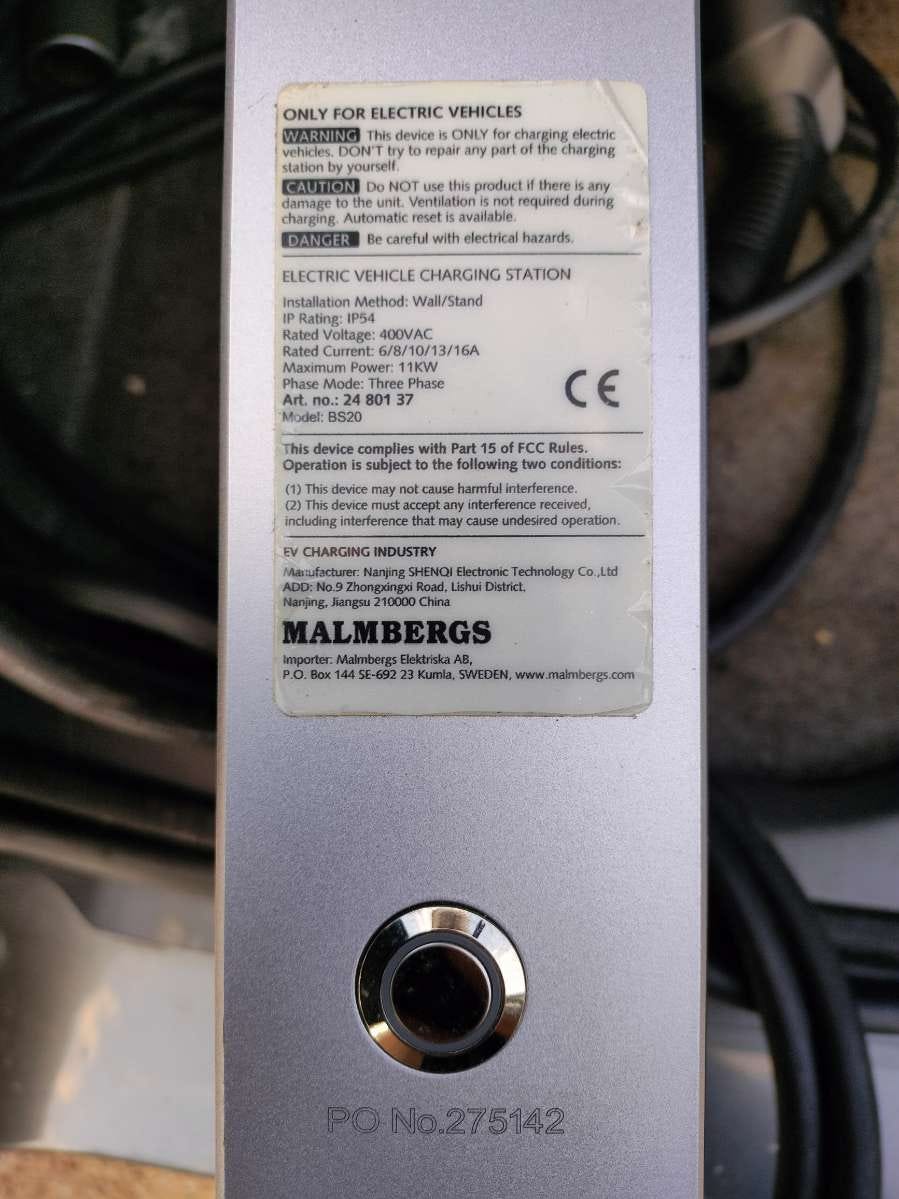 ONLY FOR ELECTRIC VEHICLES
WARNING This device is ONLY for charging electric
vehicles. DON'T try to repair any part of the charging
station by yourself.
CAUTION Do NOT use this product if there is any
damage to the unit. Ventilation is not required during
charging. Automatic reset is available.
DANGER Be careful with electrical hazards.
ELECTRIC VEHICLE CHARGING STATION
Installation Method: Wall/Stand
IP Rating: IP54
Rated Voltage: 400VAC
Rated Current: 6/8/10/13/16A
Maximum Power: 11KW
Phase Mode: Three Phase
Art. no.: 24 801 37
Model: BS20
CE
This device complies with Part 15 of FCC Rules.
Operation is subject to the following two conditions:
(1) This device may not cause harmful interference.
(2) This device must accept any interference received,
including interference that may cause undesired operation.
EV CHARGING INDUSTRY
Manufacturer: Nanjing SHENQI Electronic Technology Co.,Ltd
ADD: No.9 Zhongxingxi Road, Lishui District.
Nanjing, Jiangsu 210000 China
MALMBERGS
Importer: Malmbergs Elektriska AB,
P.O. Box 144 SE-692 23 Kumla, SWEDEN, www.malmbergs.com
PO No.275142